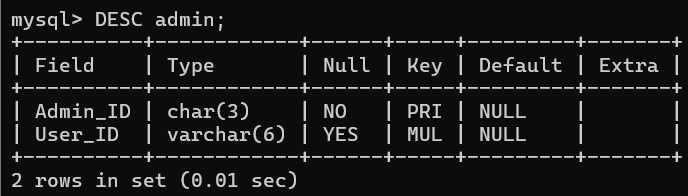 mysql> DESC admin;
+----------+------------+------+-----+---------+-------+
| Field    | Type       | Null | Key | Default | Extra |
+----------+------------+------+-----+---------+-------+
| Admin_ID | char(3)    | NO   | PRI | NULL    |       |
| User_ID  | varchar(6) | YES  | MUL | NULL    |       |
+----------+------------+------+-----+---------+-------+
2 rows in set (0.01 sec)